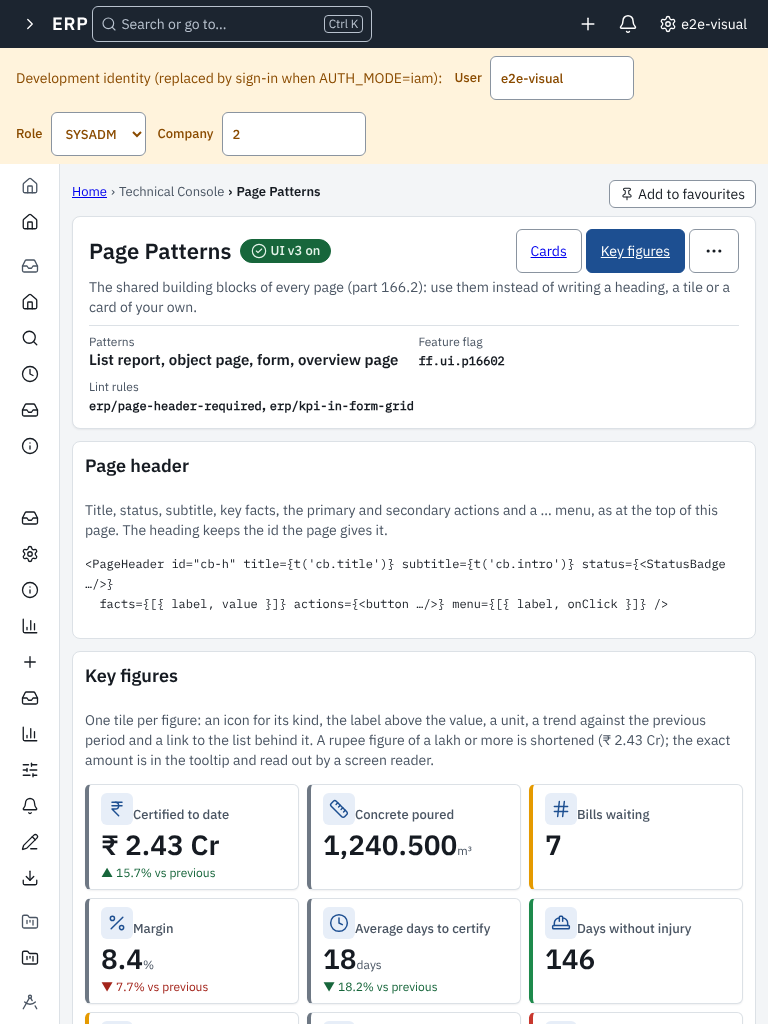 ERP
Search or go to...
Ctrl K
e2e-visual
Development identity (replaced by sign-in when AUTH_MODE=iam):
User
e2e-visual
Role
SYSADM
Company
2
Home › Technical Console › Page Patterns
Add to favourites
Page Patterns
UI v3 on
Cards
Key figures
The shared building blocks of every page (part 166.2): use them instead of writing a heading, a tile or a
card of your own.
Patterns
List report, object page, form, overview page
Feature flag
ff.ui.p16602
Lint rules
erp/page-header-required, erp/kpi-in-form-grid
Page header
Title, status, subtitle, key facts, the primary and secondary actions and a … menu, as at the top of this
page. The heading keeps the id the page gives it.
<PageHeader id="cb-h" title={t('cb.title')} subtitle={t('cb.intro')} status={<StatusBadge
…/>}
facts={[{ label, value }]} actions={<button …/>} menu={[{ label, onClick }]} />
Key figures
One tile per figure: an icon for its kind, the label above the value, a unit, a trend against the previous
period and a link to the list behind it. A rupee figure of a lakh or more is shortened (₹ 2.43 Cr); the exact
amount is in the tooltip and read out by a screen reader.
Certified to date
₹ 2.43 Cr
▲ 15.7% vs previous
Concrete poured
1,240.500 m³
Bills waiting
7
Margin
8.4%
▼ 7.7% vs previous
Average days to certify
18 days
▼ 18.2% vs previous
Days without injury
146